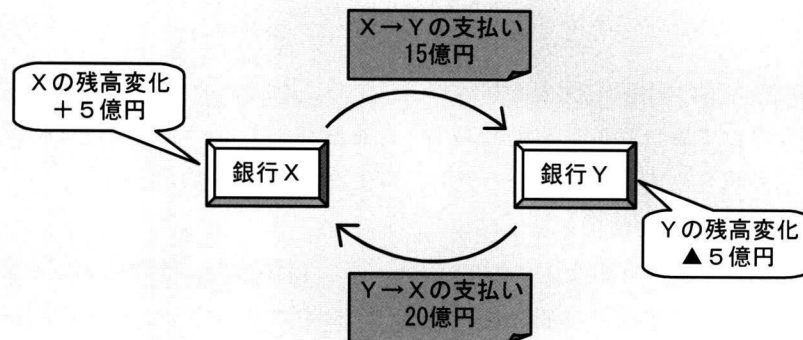 X→Yの支払い
15億円
Xの残高変化
+5億円
銀行X
銀行Y
Yの残高変化
▲5億円
Y→Xの支払い
20億円